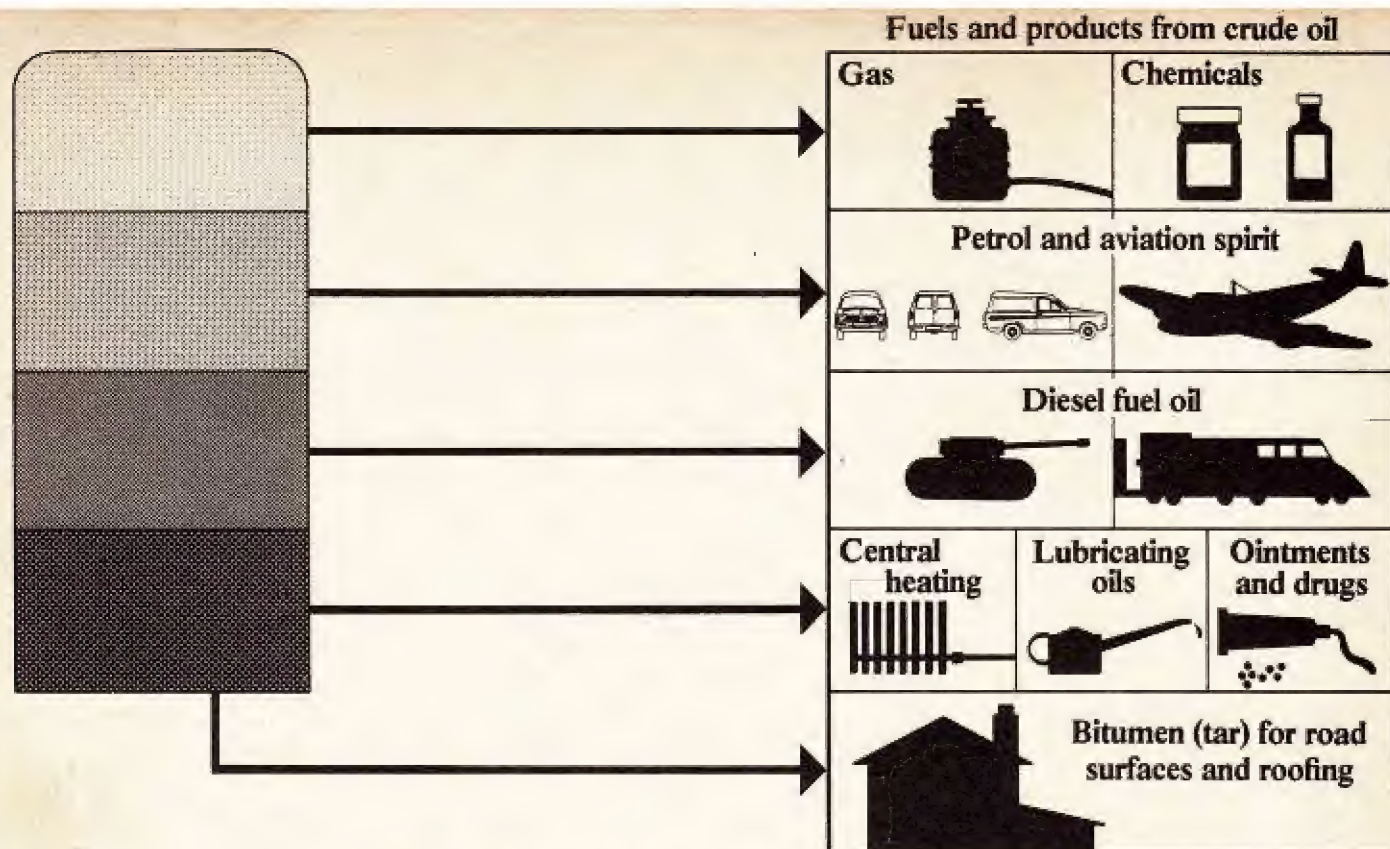 Fuels and products from crude oil
Gas
Chemicals
Petrol and aviation spirit
Diesel fuel oil
Central
heating
Lubricating
oils
Ointments
and drugs
Bitumen (tar) for road
surfaces and roofing